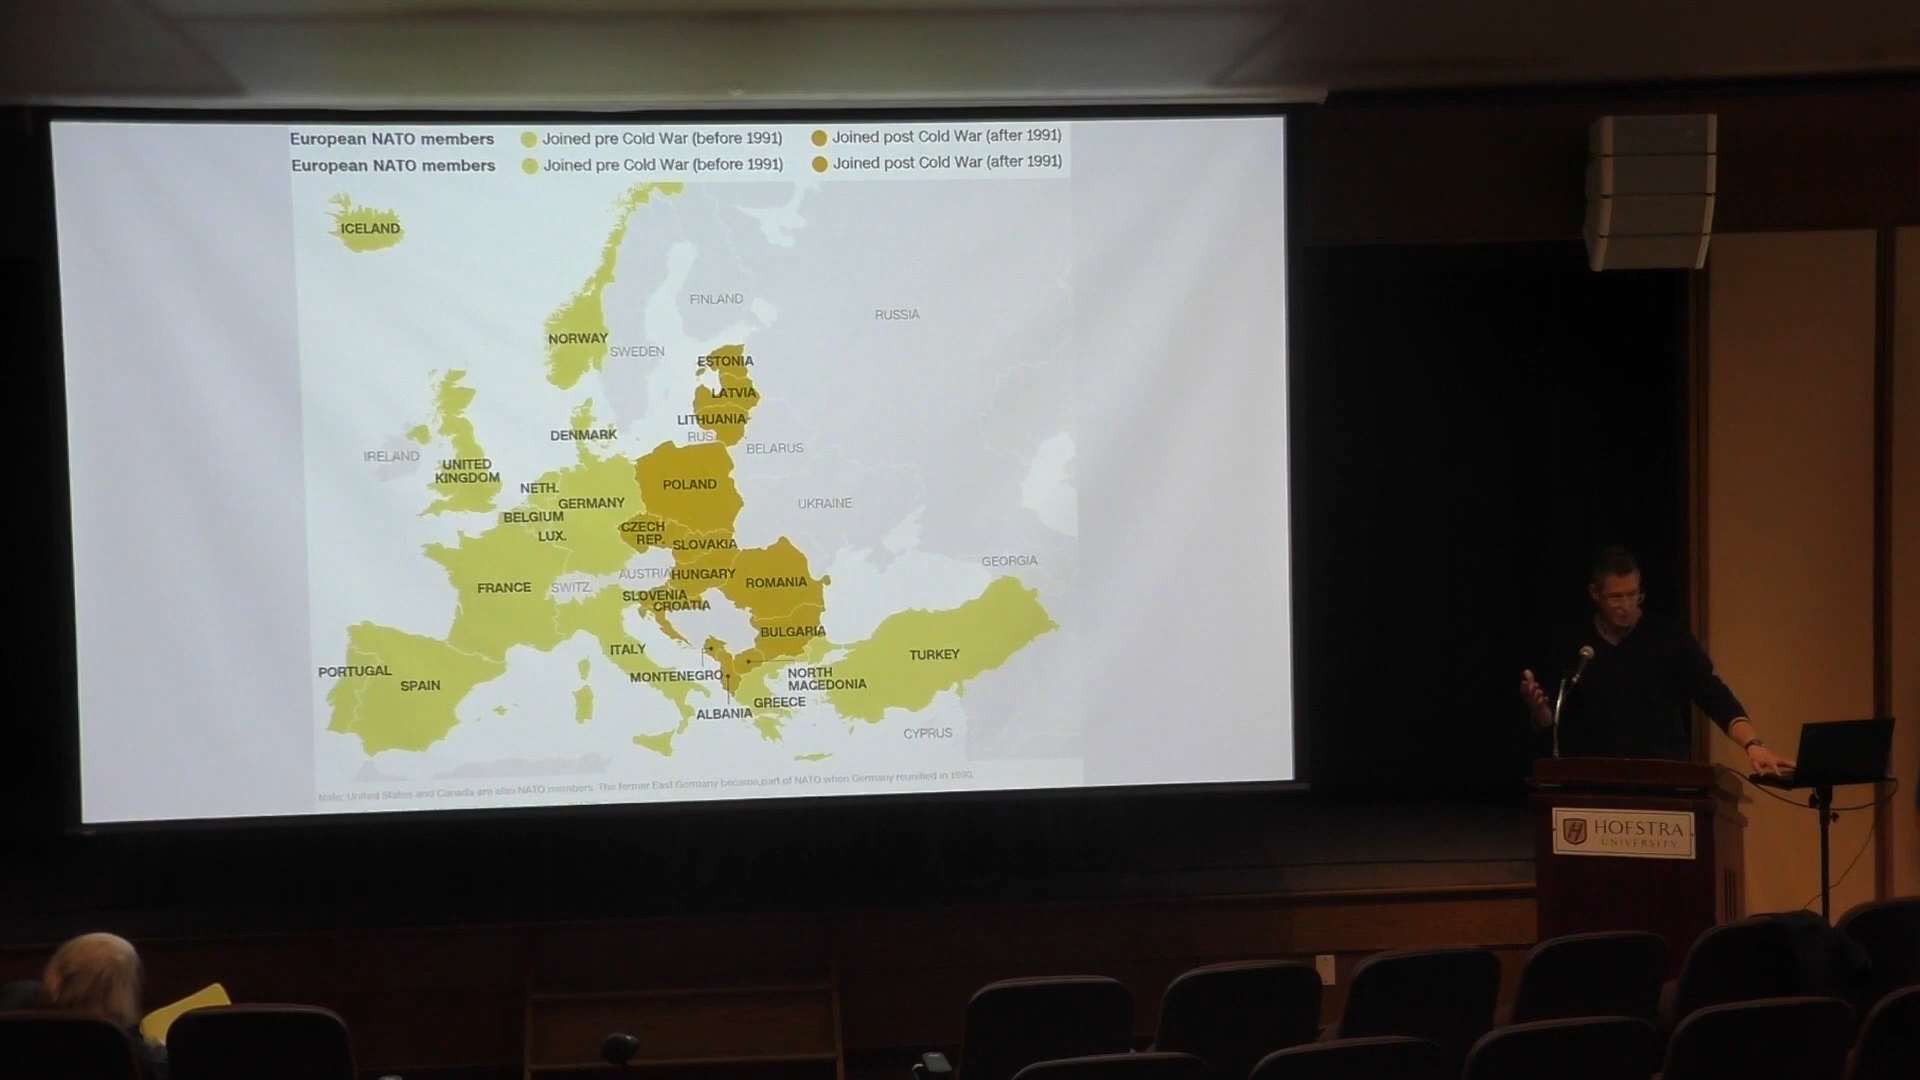 European NATO members Joined pre Cold War (before 1991) Joined post Cold War (after 1991)
European NATO members Joined pre Cold War (before 1991) Joined post Cold War (after 1991)
ICELAND
FINLAND
RUSSIA
NORWAY
SWEDEN
ESTONIA
LATVIA
LITHUANIA
RUS.
DENMARK
BELARUS
IRELAND
UNITED
KINGDOM
NETH.
POLAND
GERMANY
UKRAINE
BELGIUM
LUX.
CZECH
REP.
SLOVAKIA
GEORGIA
AUSTRIA
HUNGARY
FRANCE
SWITZ.
ROMANIA
SLOVENIA
CROATIA
BULGARIA
ITALY
TURKEY
PORTUGAL
SPAIN
MONTENEGRO
NORTH
MACEDONIA
GREECE
ALBANIA
CYPRUS
Note: United States and Canada are also NATO members. The former East Germany became part of NATO when Germany reunified in 1990.
H HOFSTRA
UNIVERSITY